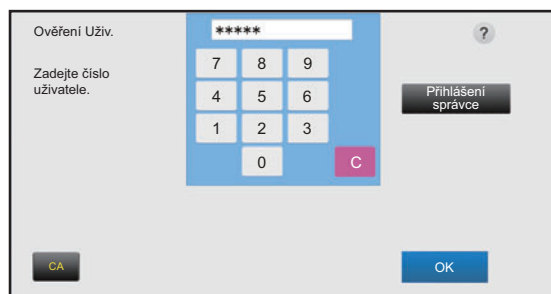 Ověření Uživ.
*****
?
Zadejte číslo
uživatele.
7 8 9
4 5 6
1 2 3
0 C
Přihlášení
správce
CA
OK